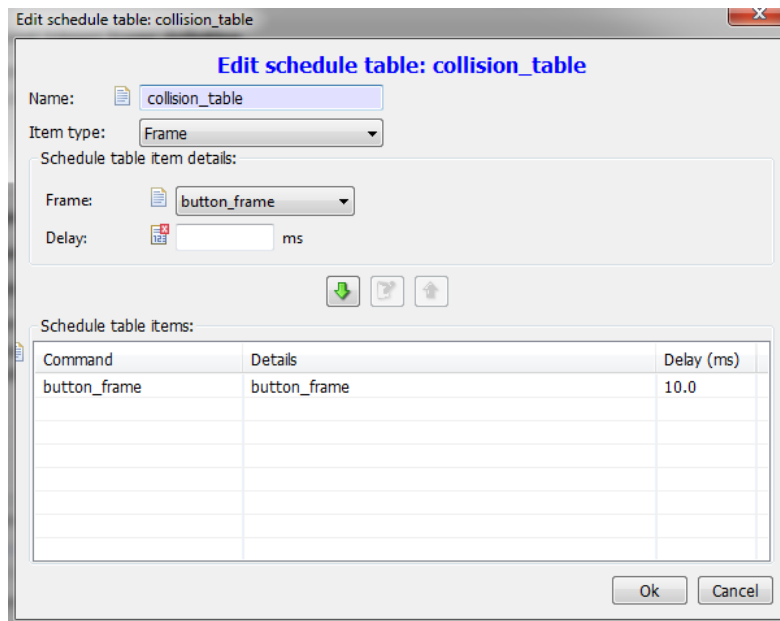 Edit schedule table: collision_table
Edit schedule table: collision_table
Name: collision_table
Item type: Frame
Schedule table item details:
Frame: button_frame
Delay: 123 ms
Schedule table items:
Command Details Delay (ms)
button_frame button_frame 10.0
Ok Cancel